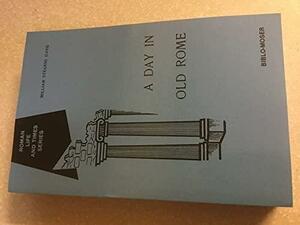 WILLIAM STEARNS DAVIS
A DAY IN
OLD ROME
BIBLO-MOSER
ROMAN
LIFE
AND TIMES
SERIES